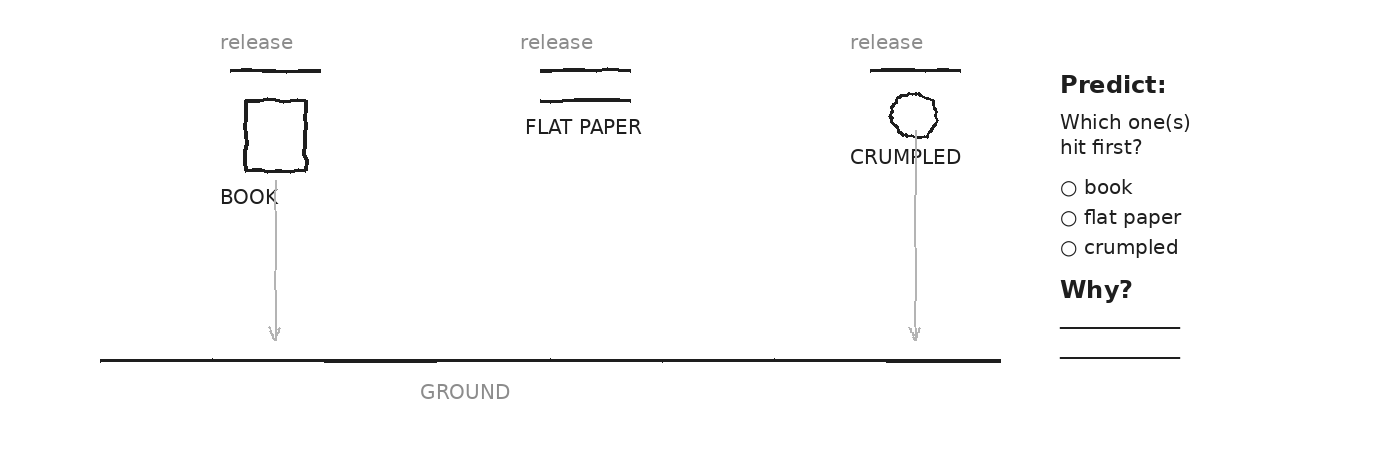 release
release
release
BOOK
FLAT PAPER
CRUMPLED
GROUND
Predict:
Which one(s)
hit first?
○ book
○ flat paper
○ crumpled
Why?